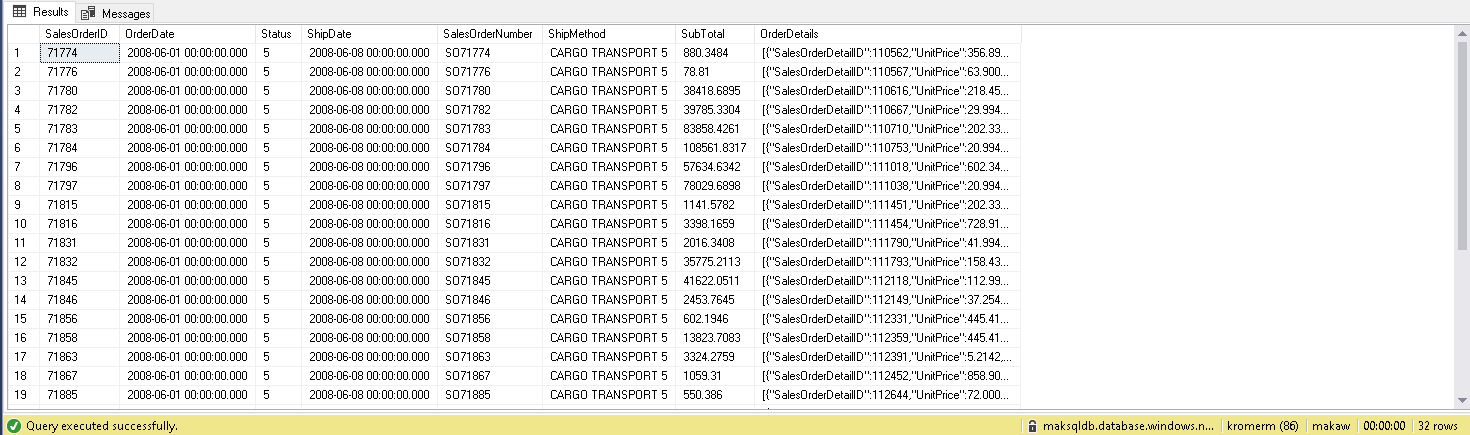 Results Messages
SalesOrderID OrderDate Status ShipDate SalesOrderNumber ShipMethod SubTotal OrderDetails
1 71774 2008-06-01 00:00:00.000 5 2008-06-08 00:00:00.000 SO71774 CARGO TRANSPORT 5 880.3484 [{"SalesOrderDetailID":110562,"UnitPrice":356.89...
2 71776 2008-06-01 00:00:00.000 5 2008-06-08 00:00:00.000 SO71776 CARGO TRANSPORT 5 78.81 [{"SalesOrderDetailID":110567,"UnitPrice":63.900...
3 71780 2008-06-01 00:00:00.000 5 2008-06-08 00:00:00.000 SO71780 CARGO TRANSPORT 5 38418.6895 [{"SalesOrderDetailID":110616,"UnitPrice":218.45...
4 71782 2008-06-01 00:00:00.000 5 2008-06-08 00:00:00.000 SO71782 CARGO TRANSPORT 5 39785.3304 [{"SalesOrderDetailID":110667,"UnitPrice":29.994...
5 71783 2008-06-01 00:00:00.000 5 2008-06-08 00:00:00.000 SO71783 CARGO TRANSPORT 5 83858.4261 [{"SalesOrderDetailID":110710,"UnitPrice":202.33...
6 71784 2008-06-01 00:00:00.000 5 2008-06-08 00:00:00.000 SO71784 CARGO TRANSPORT 5 108561.8317 [{"SalesOrderDetailID":110753,"UnitPrice":20.994...
7 71796 2008-06-01 00:00:00.000 5 2008-06-08 00:00:00.000 SO71796 CARGO TRANSPORT 5 57634.6342 [{"SalesOrderDetailID":111018,"UnitPrice":602.34...
8 71797 2008-06-01 00:00:00.000 5 2008-06-08 00:00:00.000 SO71797 CARGO TRANSPORT 5 78029.6898 [{"SalesOrderDetailID":111038,"UnitPrice":20.994...
9 71815 2008-06-01 00:00:00.000 5 2008-06-08 00:00:00.000 SO71815 CARGO TRANSPORT 5 1141.5782 [{"SalesOrderDetailID":111451,"UnitPrice":202.33...
10 71816 2008-06-01 00:00:00.000 5 2008-06-08 00:00:00.000 SO71816 CARGO TRANSPORT 5 3398.1659 [{"SalesOrderDetailID":111454,"UnitPrice":728.91...
11 71831 2008-06-01 00:00:00.000 5 2008-06-08 00:00:00.000 SO71831 CARGO TRANSPORT 5 2016.3408 [{"SalesOrderDetailID":111790,"UnitPrice":41.994...
12 71832 2008-06-01 00:00:00.000 5 2008-06-08 00:00:00.000 SO71832 CARGO TRANSPORT 5 35775.2113 [{"SalesOrderDetailID":111793,"UnitPrice":158.43...
13 71845 2008-06-01 00:00:00.000 5 2008-06-08 00:00:00.000 SO71845 CARGO TRANSPORT 5 41622.0511 [{"SalesOrderDetailID":112118,"UnitPrice":112.99...
14 71846 2008-06-01 00:00:00.000 5 2008-06-08 00:00:00.000 SO71846 CARGO TRANSPORT 5 2453.7645 [{"SalesOrderDetailID":112149,"UnitPrice":37.254...
15 71856 2008-06-01 00:00:00.000 5 2008-06-08 00:00:00.000 SO71856 CARGO TRANSPORT 5 602.1946 [{"SalesOrderDetailID":112331,"UnitPrice":445.41...
16 71858 2008-06-01 00:00:00.000 5 2008-06-08 00:00:00.000 SO71858 CARGO TRANSPORT 5 13823.7083 [{"SalesOrderDetailID":112359,"UnitPrice":445.41...
17 71863 2008-06-01 00:00:00.000 5 2008-06-08 00:00:00.000 SO71863 CARGO TRANSPORT 5 3324.2759 [{"SalesOrderDetailID":112391,"UnitPrice":5.2142,...
18 71867 2008-06-01 00:00:00.000 5 2008-06-08 00:00:00.000 SO71867 CARGO TRANSPORT 5 1059.31 [{"SalesOrderDetailID":112452,"UnitPrice":858.90...
19 71885 2008-06-01 00:00:00.000 5 2008-06-08 00:00:00.000 SO71885 CARGO TRANSPORT 5 550.386 [{"SalesOrderDetailID":112644,"UnitPrice":72.000...
Query executed successfully. maksqldb.database.windows.n... kromerm (86) makaw 00:00:00 32 rows